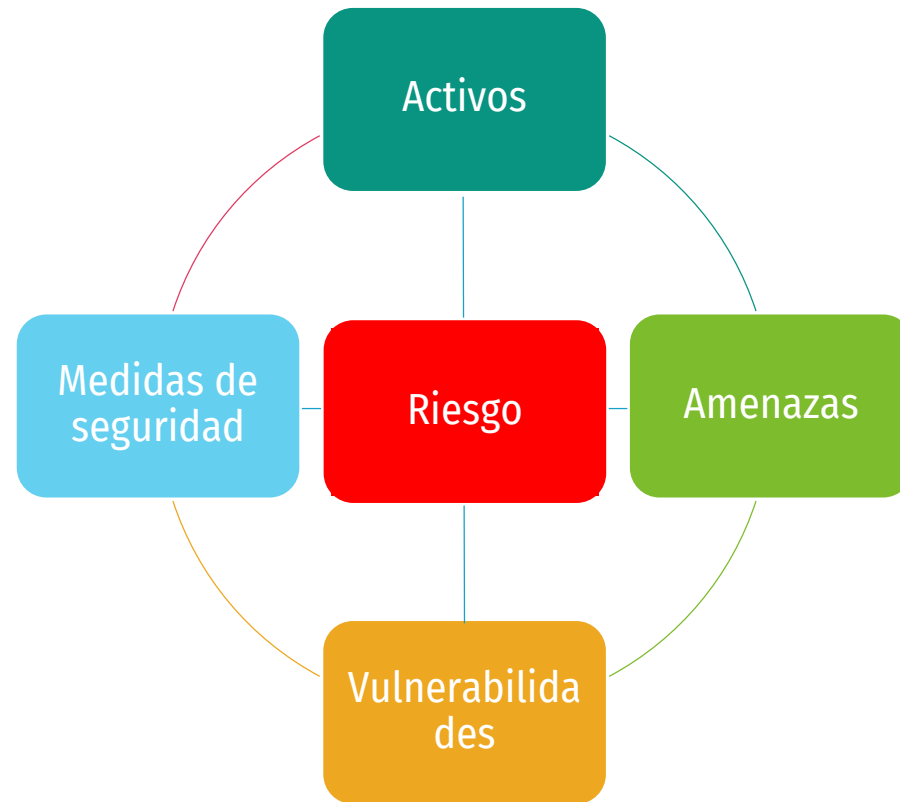 Activos
Medidas de
seguridad
Riesgo
Amenazas
Vulnerabilida
des